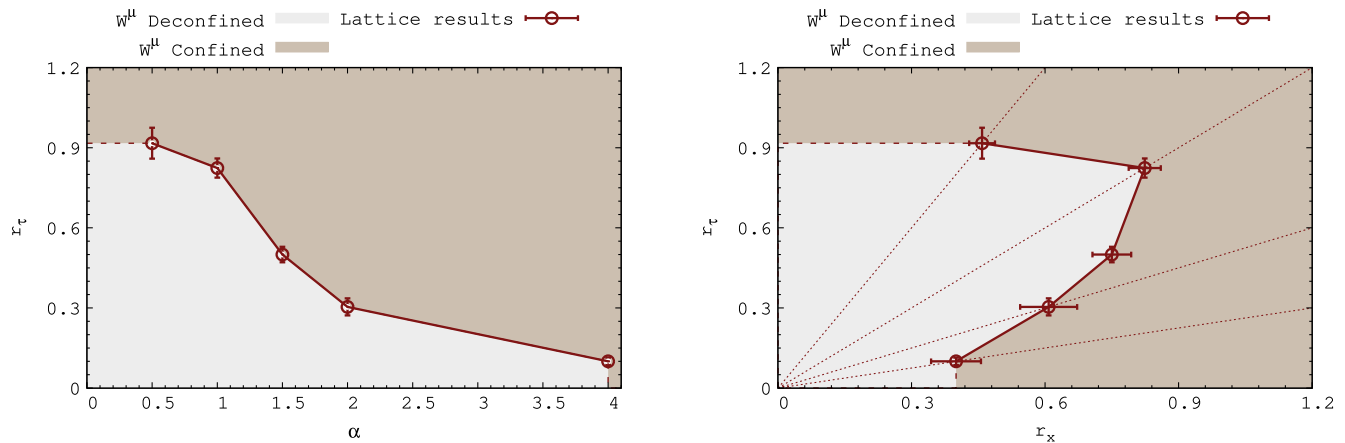 W^μ Deconfined Lattice results
W^μ Confined
1.2
0.9
0.6
0.3
0
r_τ
0 0.5 1 1.5 2 2.5 3 3.5 4
α
W^μ Deconfined Lattice results
W^μ Confined
1.2
0.9
0.6
0.3
0
r_τ
0 0.3 0.6 0.9 1.2
r_x